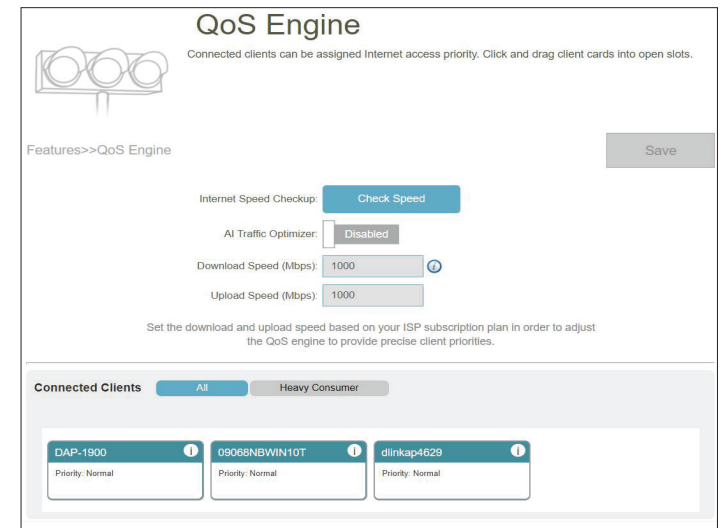 QoS Engine
Connected clients can be assigned Internet access priority. Click and drag client cards into open slots.
Features>>QoS Engine
Save
Internet Speed Checkup: Check Speed
AI Traffic Optimizer: Disabled
Download Speed (Mbps): 1000 i
Upload Speed (Mbps): 1000
Set the download and upload speed based on your ISP subscription plan in order to adjust
the QoS engine to provide precise client priorities.
Connected Clients All Heavy Consumer
DAP-1900 i 09068NBWIN10T i dlinkap4629 i
Priority: Normal Priority: Normal Priority: Normal